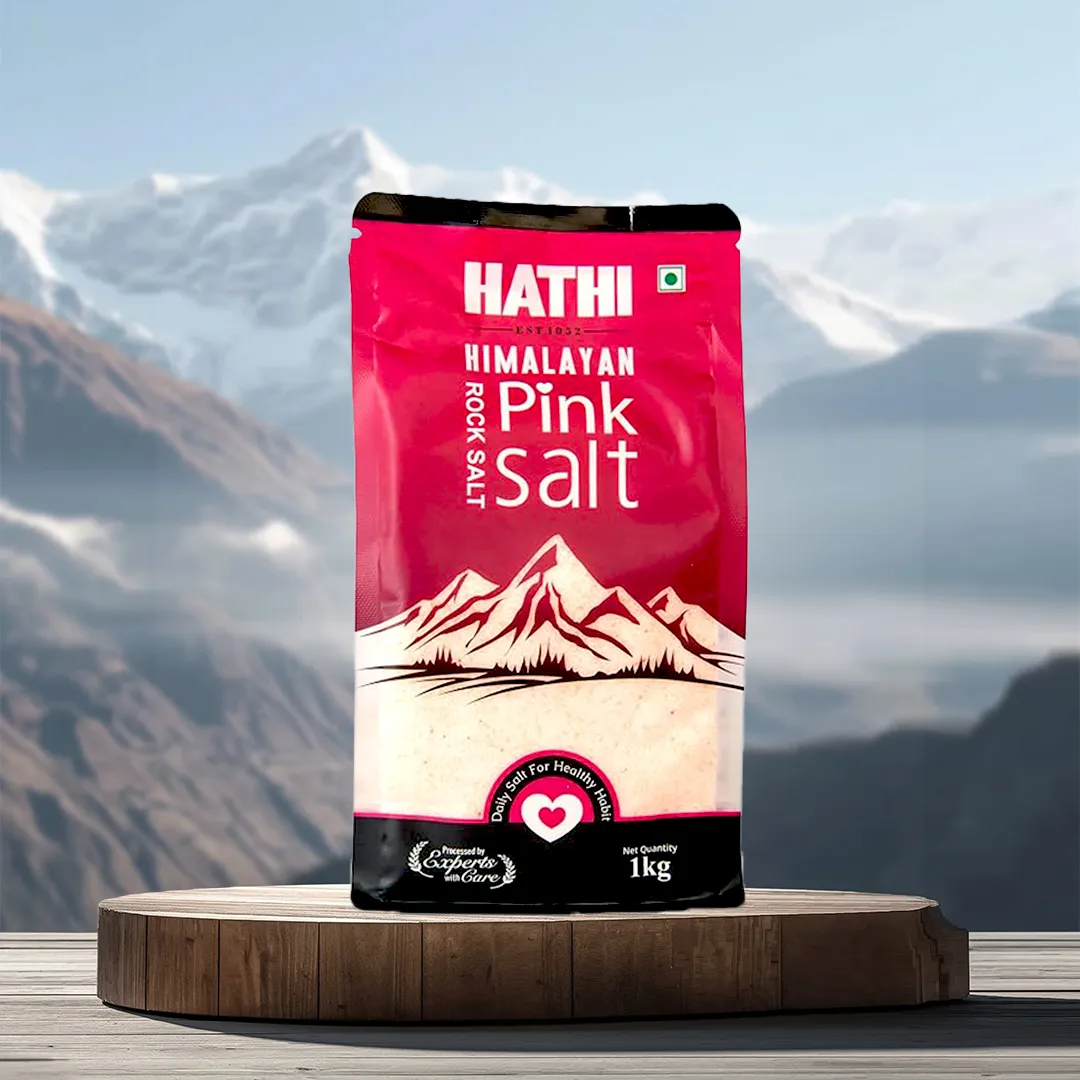 HATHI
EST 1952
HIMALAYAN
ROCK SALT
Pink
salt
Daily Salt For Healthy Habit
Processed by
Experts
with Care
Net Quantity
1kg